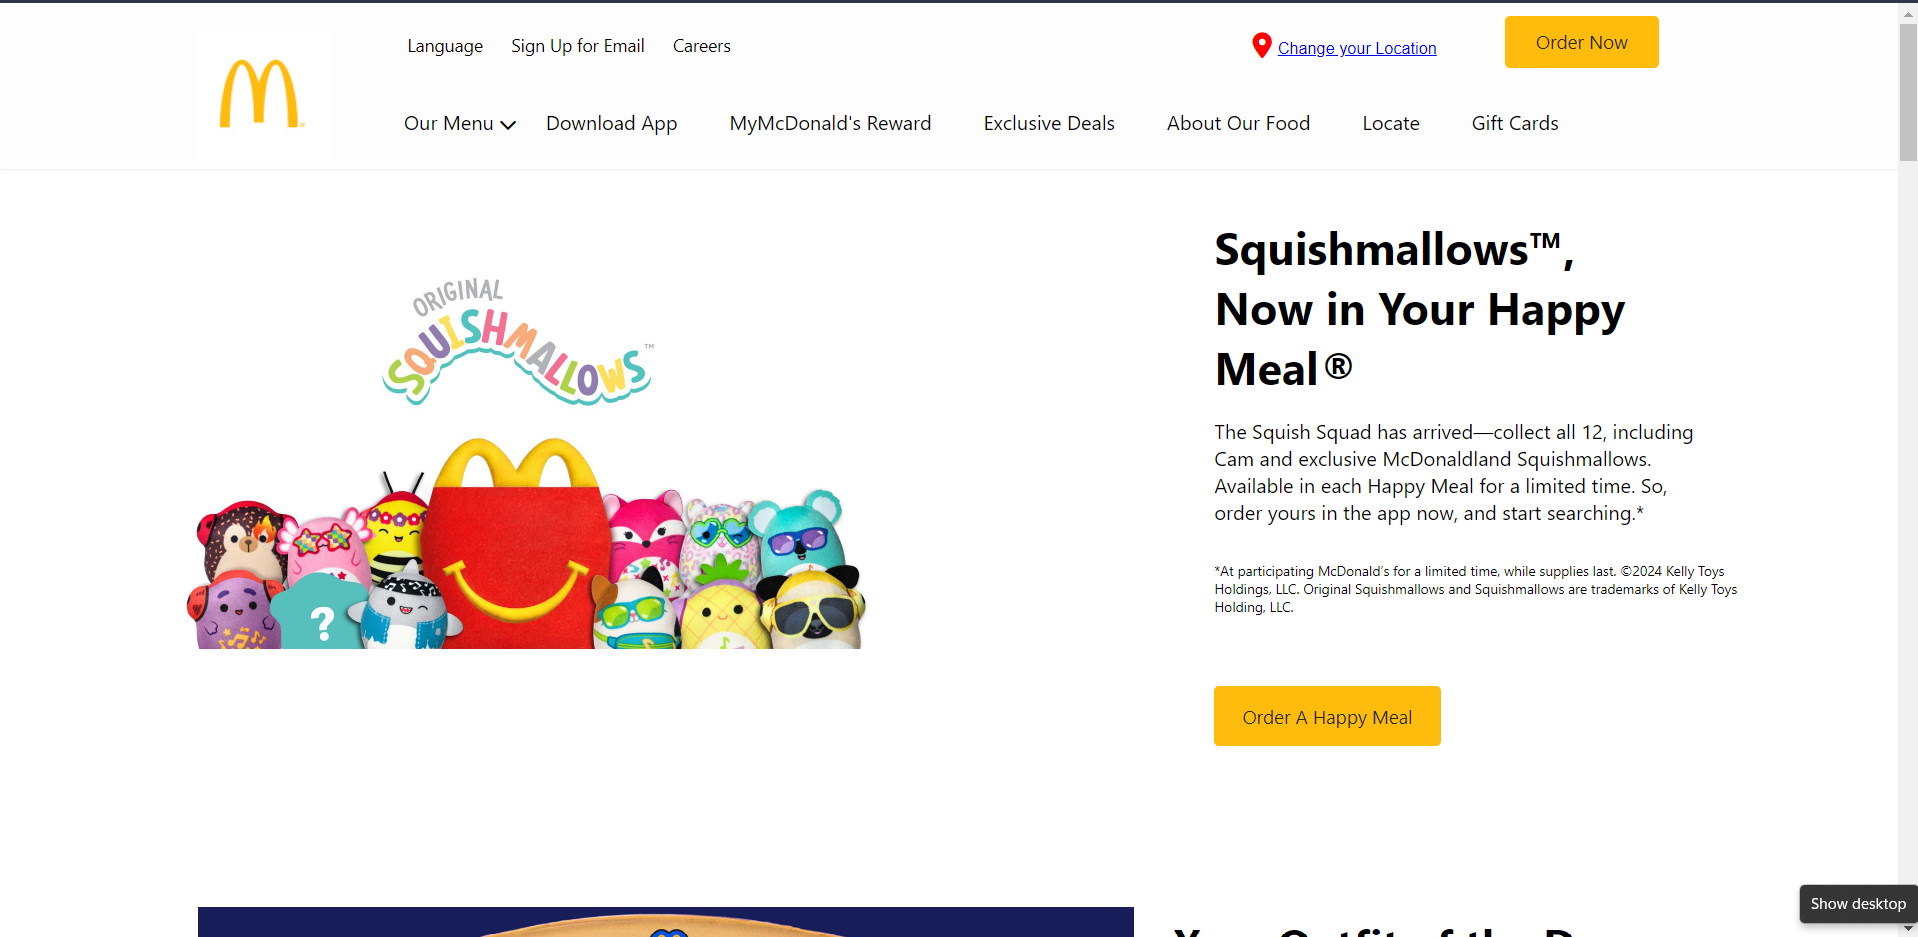 Language Sign Up for Email Careers
Change your Location
Order Now
Our Menu Download App MyMcDonald's Reward Exclusive Deals About Our Food Locate Gift Cards
ORIGINAL
SQUISHMALLOWS™
?
Squishmallows™,
Now in Your Happy
Meal®
The Squish Squad has arrived—collect all 12, including
Cam and exclusive McDonaldland Squishmallows.
Available in each Happy Meal for a limited time. So,
order yours in the app now, and start searching.*
*At participating McDonald's for a limited time, while supplies last. ©2024 Kelly Toys
Holdings, LLC. Original Squishmallows and Squishmallows are trademarks of Kelly Toys
Holding, LLC.
Order A Happy Meal
Show desktop